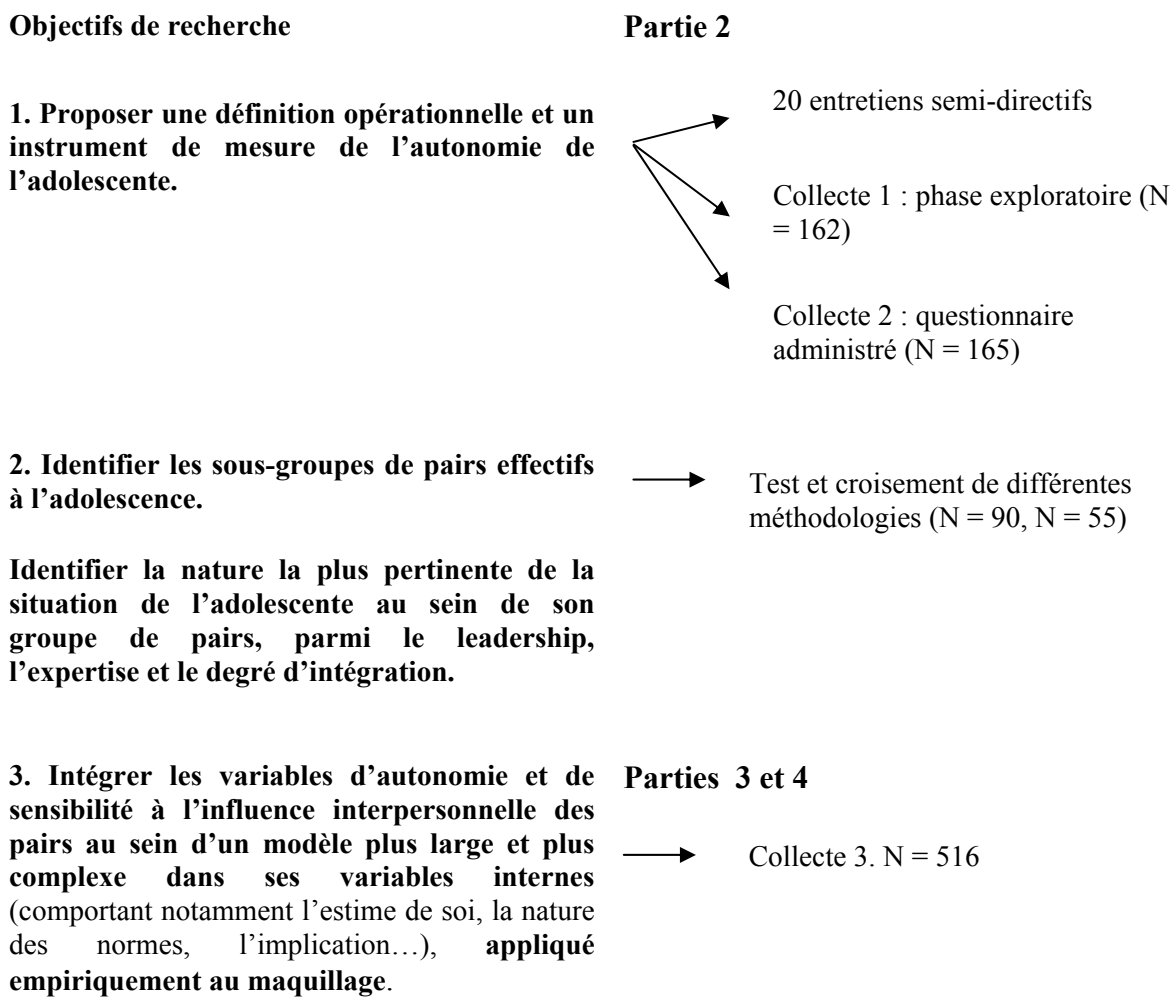 Objectifs de recherche
Partie 2
1. Proposer une définition opérationnelle et un
instrument de mesure de l’autonomie de
l’adolescente.
20 entretiens semi-directifs
Collecte 1 : phase exploratoire (N
= 162)
Collecte 2 : questionnaire
administré (N = 165)
2. Identifier les sous-groupes de pairs effectifs
à l’adolescence.
Test et croisement de différentes
méthodologies (N = 90, N = 55)
Identifier la nature la plus pertinente de la
situation de l’adolescente au sein de son
groupe de pairs, parmi le leadership,
l’expertise et le degré d’intégration.
3. Intégrer les variables d’autonomie et de
sensibilité à l’influence interpersonnelle des
pairs au sein d’un modèle plus large et plus
complexe dans ses variables internes
(comportant notamment l’estime de soi, la nature
des normes, l’implication…), appliqué
empiriquement au maquillage.
Parties 3 et 4
Collecte 3. N = 516